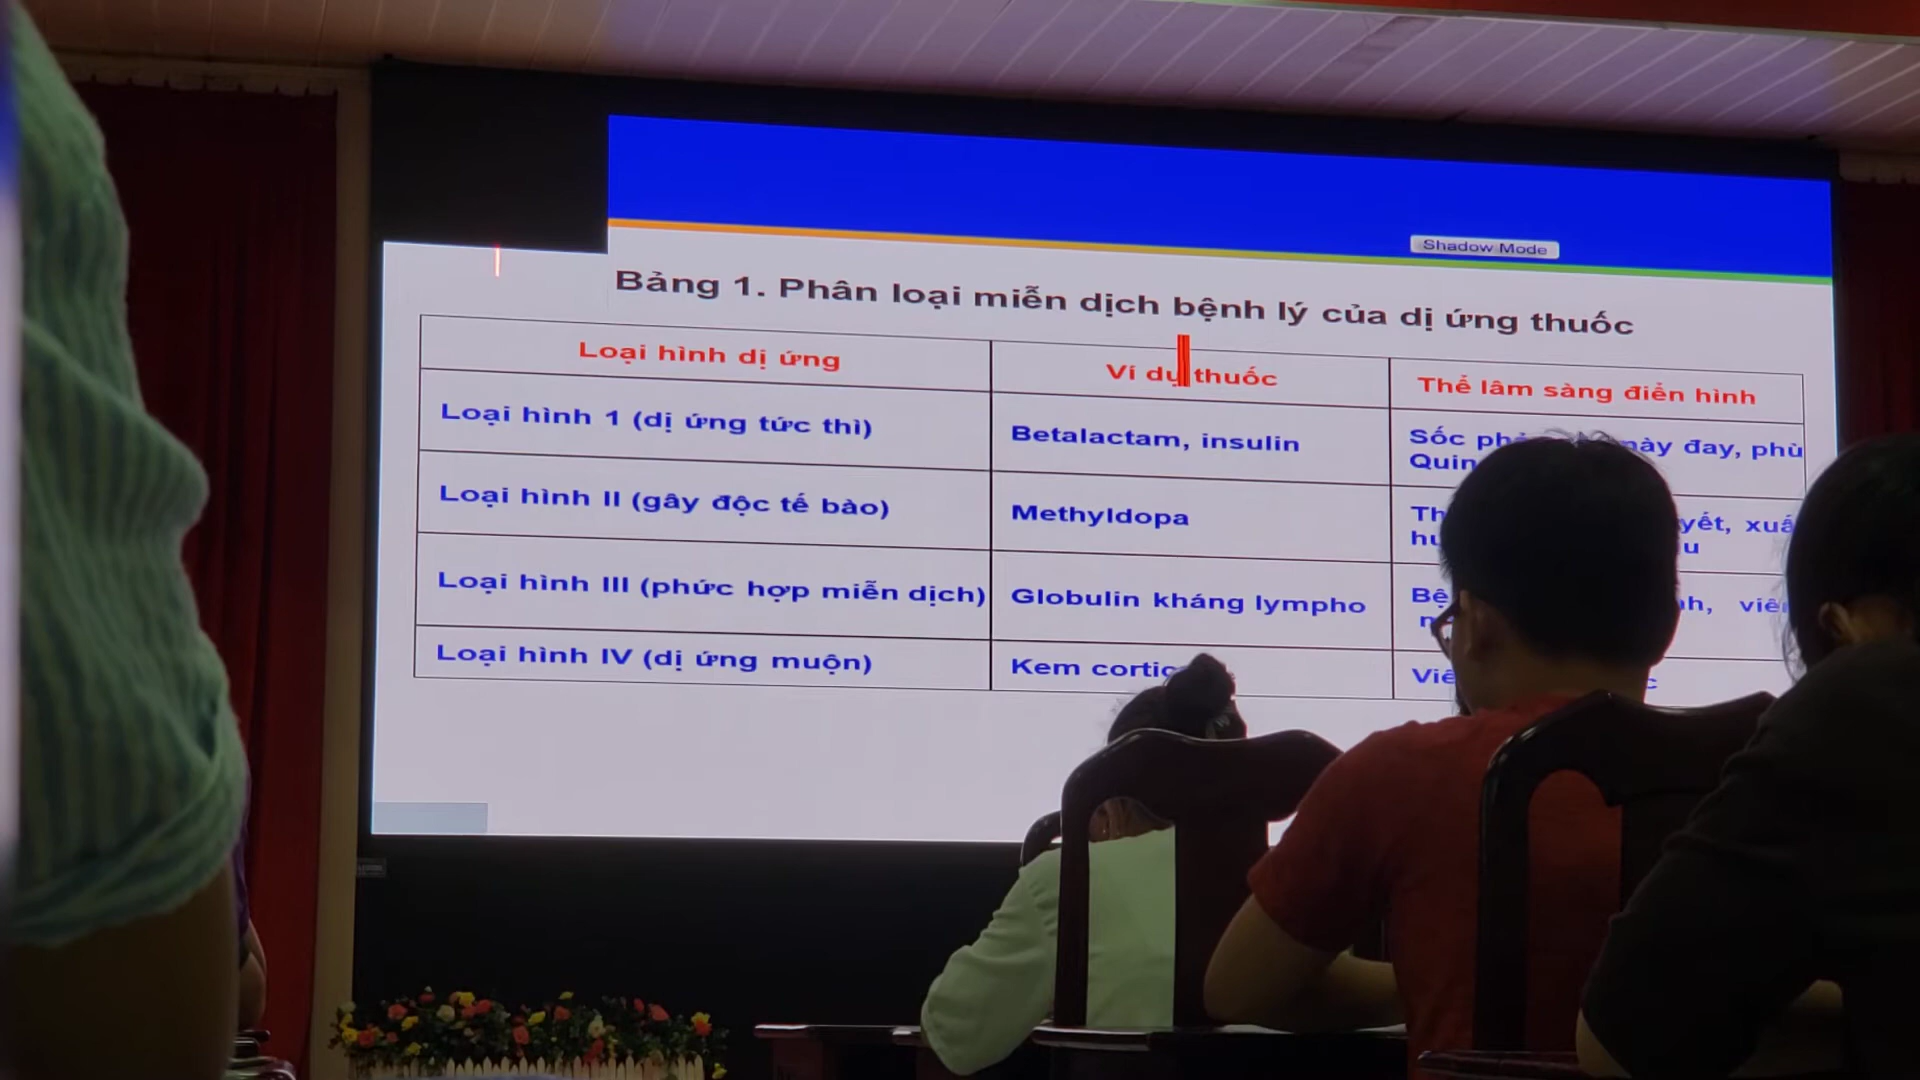 Shadow Mode
Bảng 1. Phân loại miễn dịch bệnh lý của dị ứng thuốc
Loại hình dị ứng
Ví dụ thuốc
Thể lâm sàng điển hình
Loại hình 1 (dị ứng tức thì)
Betalactam, insulin
Sốc này đay, phù
Loại hình II (gây độc tế bào)
Methyldopa
Loại hình III (phức hợp miễn dịch)
Globulin kháng lympho
Loại hình IV (dị ứng muộn)
Kem